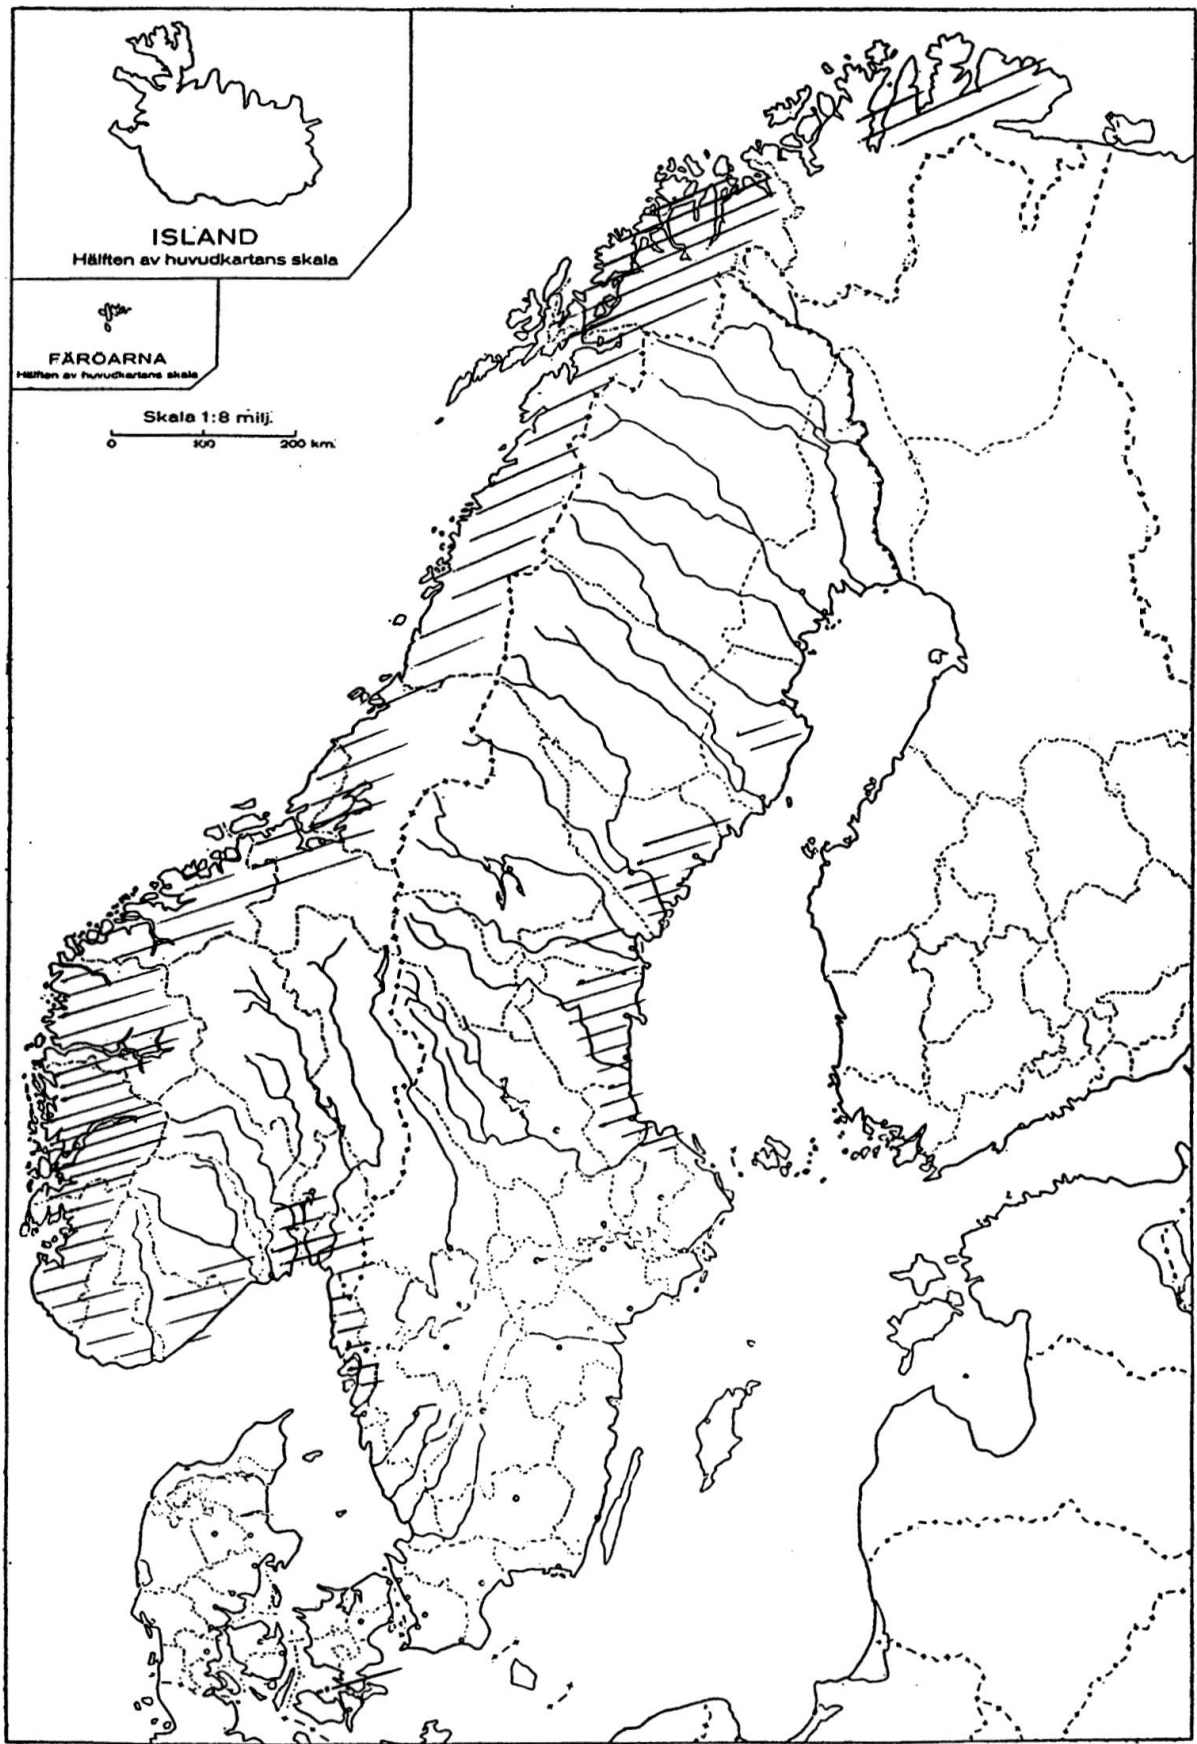 ISLAND
Hälften av huvudkartans skala
FÄRÖARNA
Hälften av huvudkartans skala
Skala 1:8 milj.
0 100 200 km.